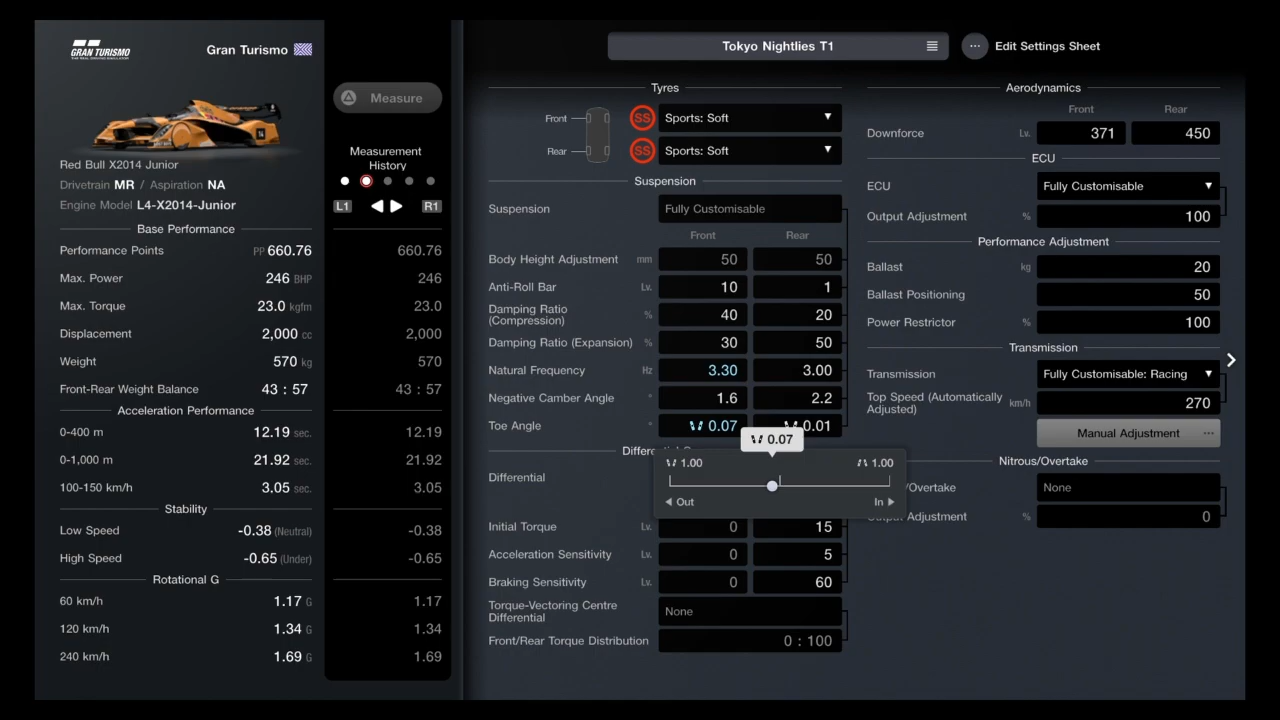 GRAN TURISMO
THE REAL DRIVING SIMULATOR
Gran Turismo
14
Red Bull X2014 Junior
Drivetrain MR / Aspiration NA
Engine Model L4-X2014-Junior
Base Performance
Performance Points PP 660.76
Max. Power 246 BHP
Max. Torque 23.0 kgfm
Displacement 2,000 cc
Weight 570 kg
Front-Rear Weight Balance 43 : 57
Acceleration Performance
0-400 m 12.19 sec.
0-1,000 m 21.92 sec.
100-150 km/h 3.05 sec.
Stability
Low Speed -0.38 (Neutral)
High Speed -0.65 (Under)
Rotational G
60 km/h 1.17 G
120 km/h 1.34 G
240 km/h 1.69 G
Measure
Measurement
History
L1 R1
660.76
246
23.0
2,000
570
43 : 57
12.19
21.92
3.05
-0.38
-0.65
1.17
1.34
1.69
Tokyo Nightlies T1
Edit Settings Sheet
Tyres
Front SS Sports: Soft
Rear SS Sports: Soft
Suspension
Suspension Fully Customisable
Front Rear
Body Height Adjustment mm 50 50
Anti-Roll Bar Lv. 10 1
Damping Ratio
(Compression) % 40 20
Damping Ratio (Expansion) % 30 50
Natural Frequency Hz 3.30 3.00
Negative Camber Angle ° 1.6 2.2
Toe Angle ° 0.07 0.01
0.07
1.00 1.00
Out In
Differential
Initial Torque Lv. 0 15
Acceleration Sensitivity Lv. 0 5
Braking Sensitivity Lv. 0 60
Torque-Vectoring Centre
Differential None
Front/Rear Torque Distribution 0 : 100
Aerodynamics
Front Rear
Downforce Lv. 371 450
ECU
ECU Fully Customisable
Output Adjustment % 100
Performance Adjustment
Ballast kg 20
Ballast Positioning 50
Power Restrictor % 100
Transmission
Transmission Fully Customisable: Racing
Top Speed (Automatically
Adjusted) km/h 270
Manual Adjustment
Nitrous/Overtake
/Overtake None
Adjustment % 0